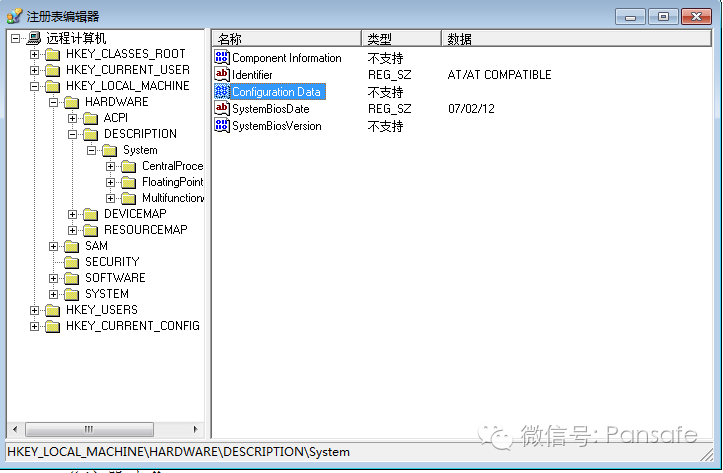 注册表编辑器
远程计算机
HKEY_CLASSES_ROOT
HKEY_CURRENT_USER
HKEY_LOCAL_MACHINE
HARDWARE
ACPI
DESCRIPTION
System
CentralProce
FloatingPoint
Multifunction
DEVICEMAP
RESOURCEMAP
SAM
SECURITY
SOFTWARE
SYSTEM
HKEY_USERS
HKEY_CURRENT_CONFIG
名称 类型 数据
Component Information 不支持
Identifier REG_SZ AT/AT COMPATIBLE
Configuration Data 不支持
SystemBiosDate REG_SZ 07/02/12
SystemBiosVersion 不支持
微信号: Pansafe
HKEY_LOCAL_MACHINE\HARDWARE\DESCRIPTION\System